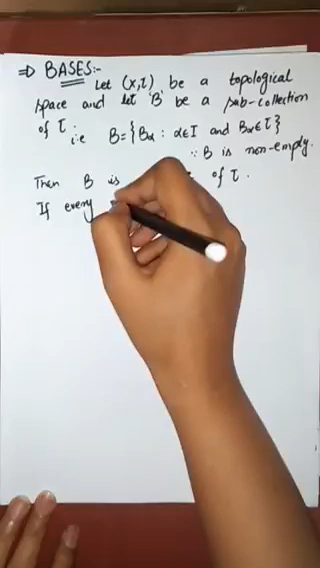 ⇒ BASES:-
Let (X,τ) be a topological
space and let 'B' be a sub-collection
of τ.
i.e B={Bα : α∈I and Bα∈τ}
∵ B is non-empty.
Then B is of τ.
If every